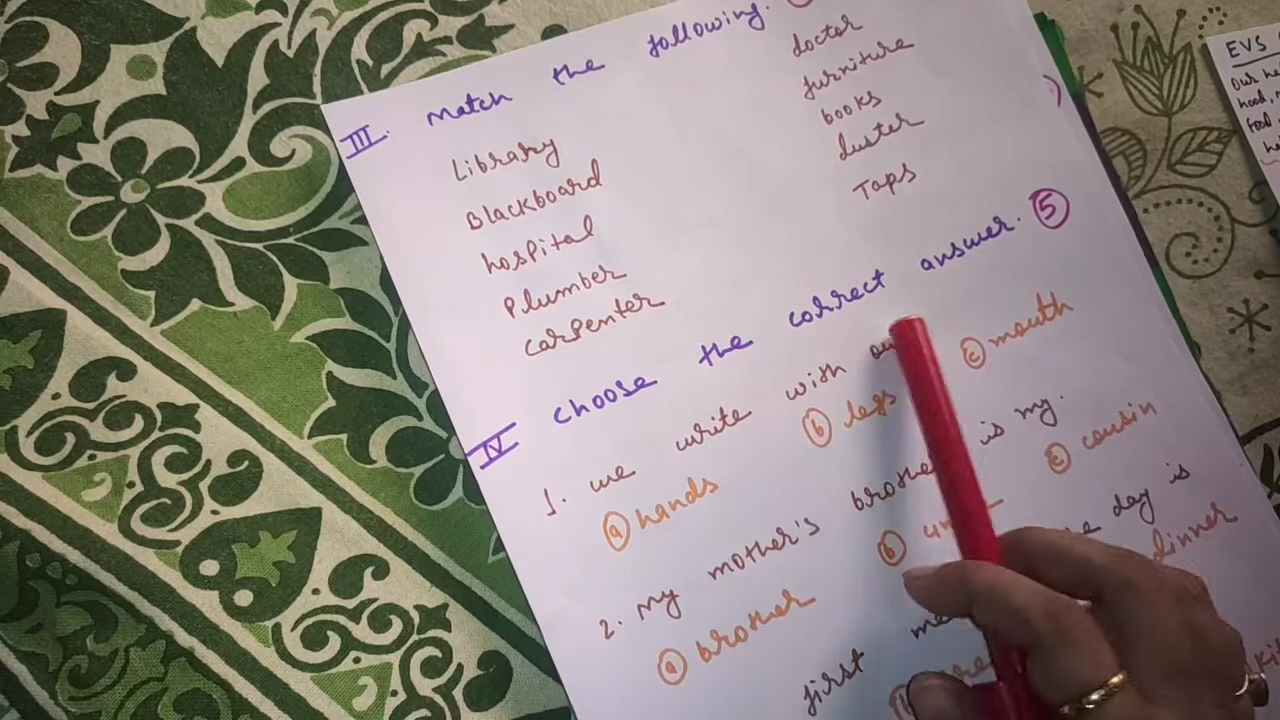 III. Match the following.
Library doctor
Blackboard furniture
hospital books
Plumber duster
carpenter Taps
IV choose the correct answer. 5
1. we write with
a hands b legs c mouth
2. my mother's brother is my.
a brother b c cousin
first day is
dinner
EVS